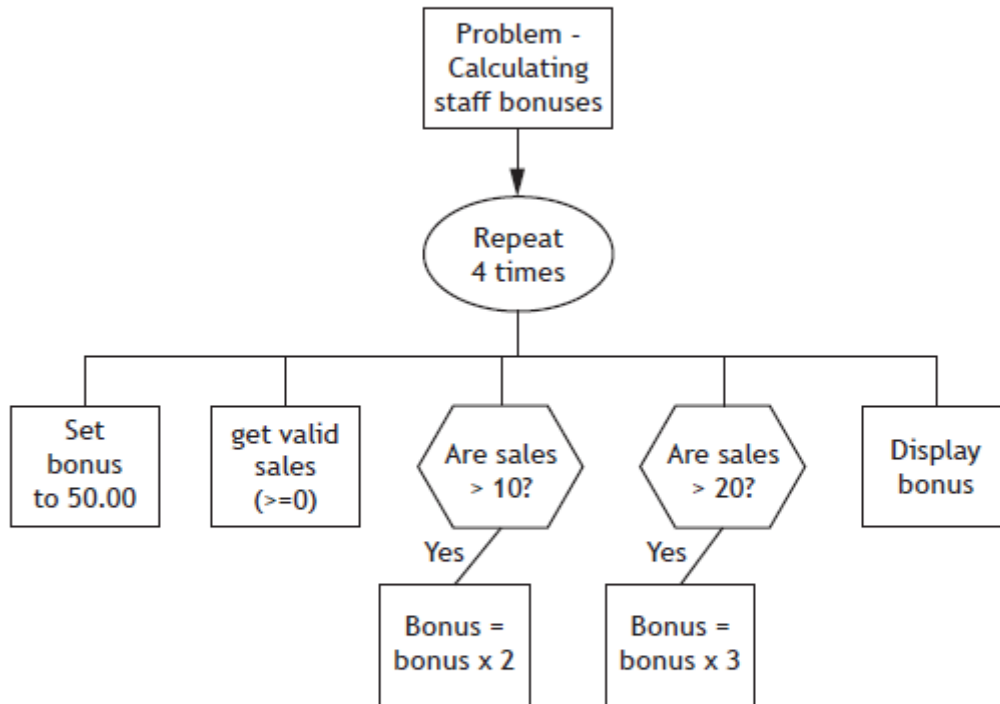 Problem -
Calculating
staff bonuses
Repeat
4 times
Set
bonus
to 50.00
get valid
sales
(>=0)
Are sales
> 10?
Are sales
> 20?
Display
bonus
Yes
Yes
Bonus =
bonus x 2
Bonus =
bonus x 3